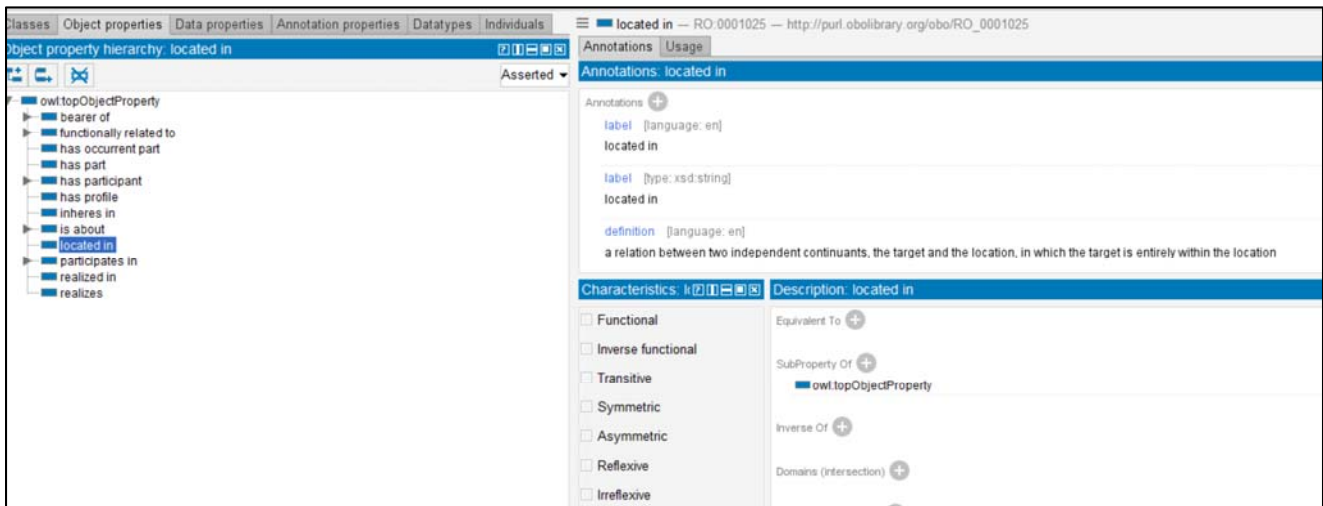 Classes Object properties Data properties Annotation properties Datatypes Individuals
Object property hierarchy: located in
Asserted
owl:topObjectProperty
bearer of
functionally related to
has occurrent part
has part
has participant
has profile
inheres in
is about
located in
participates in
realized in
realizes
located in — RO:0001025 — http://purl.obolibrary.org/obo/RO_0001025
Annotations Usage
Annotations: located in
Annotations
label [language: en]
located in
label [type: xsd:string]
located in
definition [language: en]
a relation between two independent continuants, the target and the location, in which the target is entirely within the location
Characteristics: lo
Functional
Inverse functional
Transitive
Symmetric
Asymmetric
Reflexive
Irreflexive
Description: located in
Equivalent To
SubProperty Of
owl:topObjectProperty
Inverse Of
Domains (intersection)